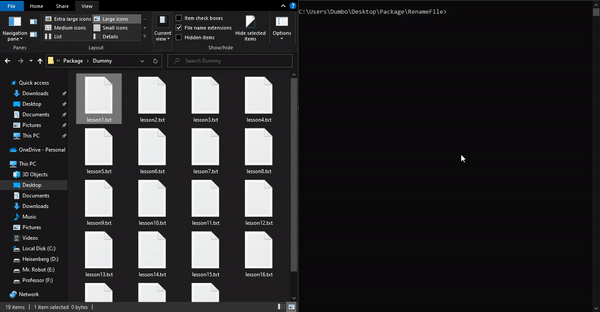 File Home Share View
Navigation pane
Extra large icons Large icons
Medium icons Small icons
List Details
Current view
Item check boxes
File name extensions
Hidden items
Hide selected items
Options
Panes Layout Show/hide
Package > Dummy
Search Dummy
Quick access
Downloads
Desktop
Documents
Pictures
This PC
OneDrive - Personal
This PC
3D Objects
Desktop
Documents
Downloads
Music
Pictures
Videos
Local Disk (C:)
Heisenberg (D:)
Mr. Robot (E:)
Professor (F:)
Network
lesson1.txt lesson2.txt lesson3.txt lesson4.txt
lesson5.txt lesson6.txt lesson7.txt lesson8.txt
lesson9.txt lesson10.txt lesson11.txt lesson12.txt
lesson13.txt lesson14.txt lesson15.txt lesson16.txt
19 items 1 item selected 0 bytes
C:\Users\Dumbo\Desktop\Package\RenameFile>